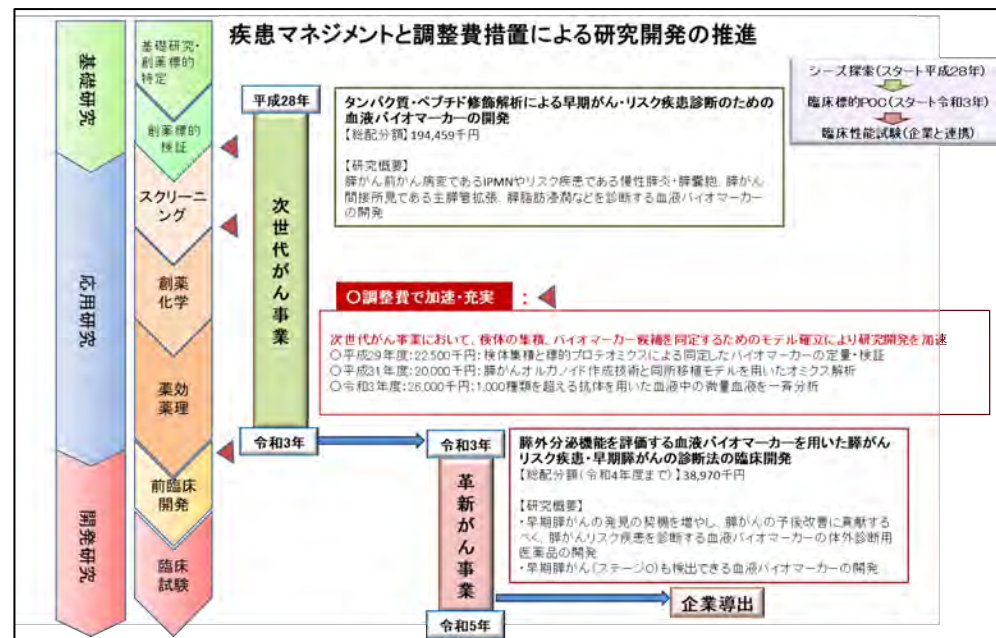 疾患マネジメントと調整費措置による研究開発の推進
基礎研究
応用研究
開発研究
基礎研究・
創薬標的
特定
創薬標的
検証
スクリーニ
ング
創薬
化学
薬効
薬理
前臨床
開発
臨床
試験
平成28年
次世代がん事業
令和3年
タンパク質・ペプチド修飾解析による早期がん・リスク疾患診断のための
血液バイオマーカーの開発
【総配分額】194,459千円
【研究概要】
膵がん前がん病変であるIPMNやリスク疾患である慢性膵炎・膵嚢胞、膵がん
間接所見である主膵管拡張、膵脂肪浸潤などを診断する血液バイオマーカー
の開発
シーズ探索(スタート平成28年)
臨床標的POC(スタート令和3年)
臨床性能試験(企業と連携)
〇調整費で加速・充実
:
次世代がん事業において、検体の集積、バイオマーカー候補を同定するためのモデル確立により研究開発を加速
〇平成29年度:22,500千円:検体集積と標的プロテオミクスによる同定したバイオマーカーの定量・検証
〇平成31年度:20,000千円:膵がんオルガノイド作成技術と同所移植モデルを用いたオミクス解析
〇令和3年度:26,000千円:1,000種類を超える抗体を用いた血液中の微量血液を一斉分析
令和3年
革新がん事業
令和5年
膵外分泌機能を評価する血液バイオマーカーを用いた膵がん
リスク疾患・早期膵がんの診断法の臨床開発
【総配分額(令和4年度まで)】38,970千円
【研究概要】
・早期膵がんの発見の契機を増やし、膵がんの予後改善に貢献する
べく、膵がんリスク疾患を診断する血液バイオマーカーの体外診断用
医薬品の開発
・早期膵がん(ステージ0)も検出できる血液バイオマーカーの開発
企業導出